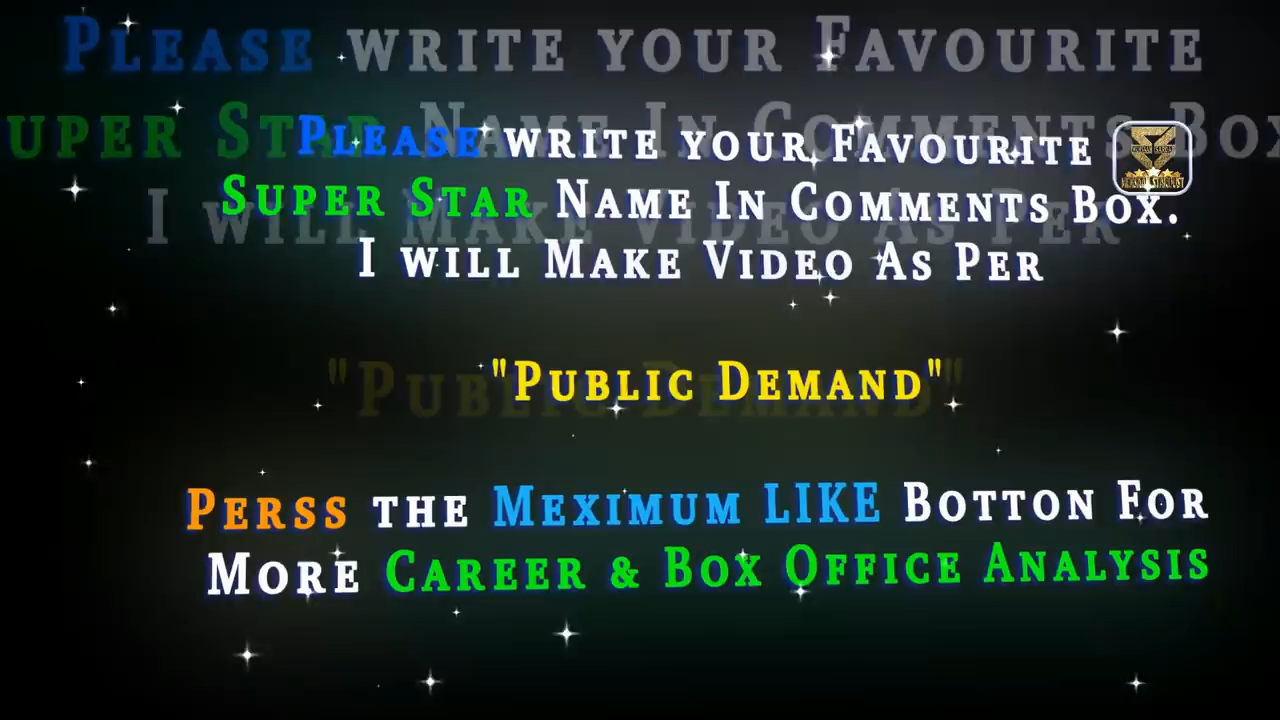 Please write your Favourite
Super Star Name In Comments Box.
I will Make Video As Per
"Public Demand"
Perss the Meximum LIKE Botton For
More Career & Box Office Analysis